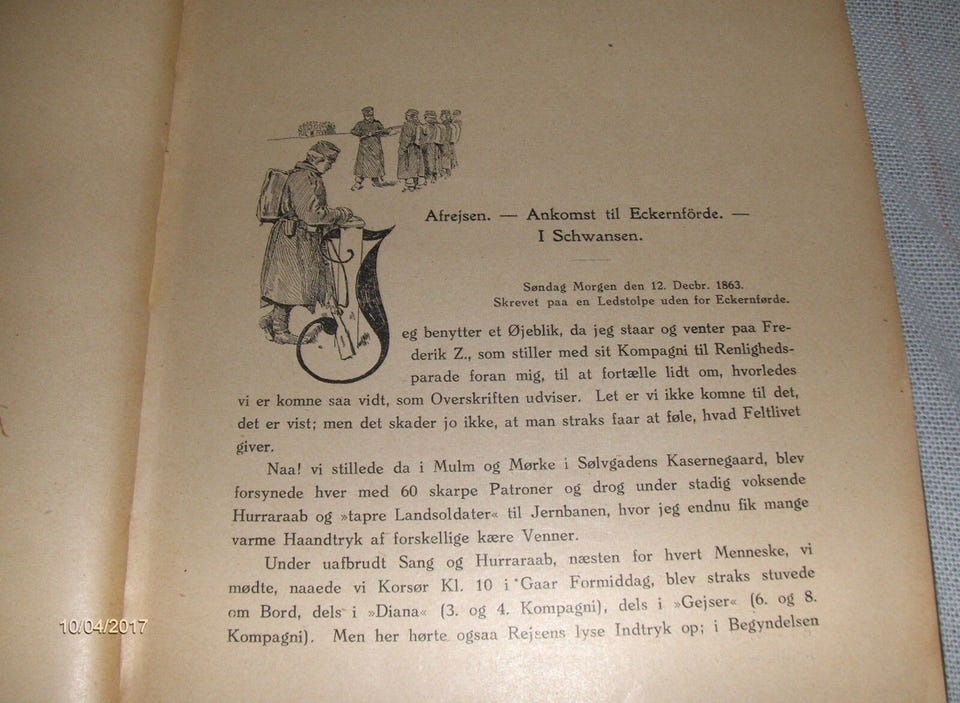 Afrejsen. — Ankomst til Eckernförde. —
I Schwansen.
Søndag Morgen den 12. Decbr. 1863.
Skrevet paa en Ledstolpe uden for Eckernførde.
Jeg benytter et Øjeblik, da jeg staar og venter paa Fre-
derik Z., som stiller med sit Kompagni til Renligheds-
parade foran mig, til at fortælle lidt om, hvorledes
vi er komne saa vidt, som Overskriften udviser. Let er vi ikke komne til det,
det er vist; men det skader jo ikke, at man straks faar at føle, hvad Feltlivet
giver.
Naa! vi stillede da i Mulm og Mørke i Sølvgadens Kasernegaard, blev
forsynede hver med 60 skarpe Patroner og drog under stadig voksende
Hurraraab og »tapre Landsoldater« til Jernbanen, hvor jeg endnu fik mange
varme Haandtryk af forskellige kære Venner.
Under uafbrudt Sang og Hurraraab, næsten for hvert Menneske, vi
mødte, naaede vi Korsør Kl. 10 i Gaar Formiddag, blev straks stuvede
om Bord, dels i »Diana« (3. og 4. Kompagni), dels i »Gejser« (6. og 8.
Kompagni). Men her hørte ogsaa Rejsens lyse Indtryk op; i Begyndelsen
10/04/2017